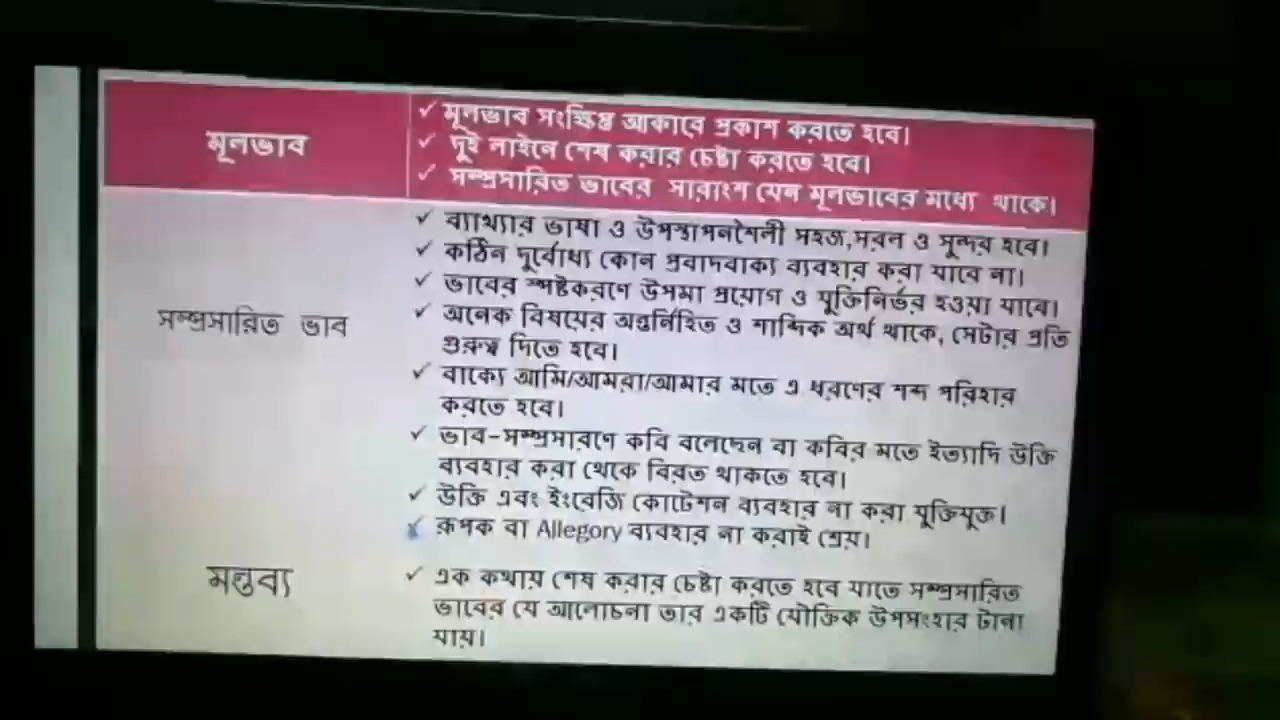 মূলভাব
✓ মূলভাব সংক্ষিপ্ত আকারে প্রকাশ করতে হবে।
✓ দুই লাইনে শেষ করার চেষ্টা করতে হবে।
✓ সম্প্রসারিত ভাবের সারাংশ যেন মূলভাবের মধ্যে থাকে।
সম্প্রসারিত ভাব
✓ ব্যাখ্যার ভাষা ও উপস্থাপনশৈলী সহজ,সরল ও সুন্দর হবে।
✓ কঠিন দুর্বোধ্য কোন প্রবাদবাক্য ব্যবহার করা যাবে না।
✓ ভাবের স্পষ্টকরণে উপমা প্রয়োগ ও যুক্তিনির্ভর হওয়া যাবে।
✓ অনেক বিষয়ের অন্তর্নিহিত ও শাব্দিক অর্থ থাকে, সেটার প্রতি
গুরুত্ব দিতে হবে।
✓ বাক্যে আমি/আমরা/আমার মতে এ ধরণের শব্দ পরিহার
করতে হবে।
✓ ভাব-সম্প্রসারণে কবি বলেছেন বা কবির মতে ইত্যাদি উক্তি
ব্যবহার করা থেকে বিরত থাকতে হবে।
✓ উক্তি এবং ইংরেজি কোটেশন ব্যবহার না করা যুক্তিযুক্ত।
✓ রূপক বা Allegory ব্যবহার না করাই শ্রেয়।
মন্তব্য
✓ এক কথায় শেষ করার চেষ্টা করতে হবে যাতে সম্প্রসারিত
ভাবের যে আলোচনা তার একটি যৌক্তিক উপসংহার টানা
যায়।